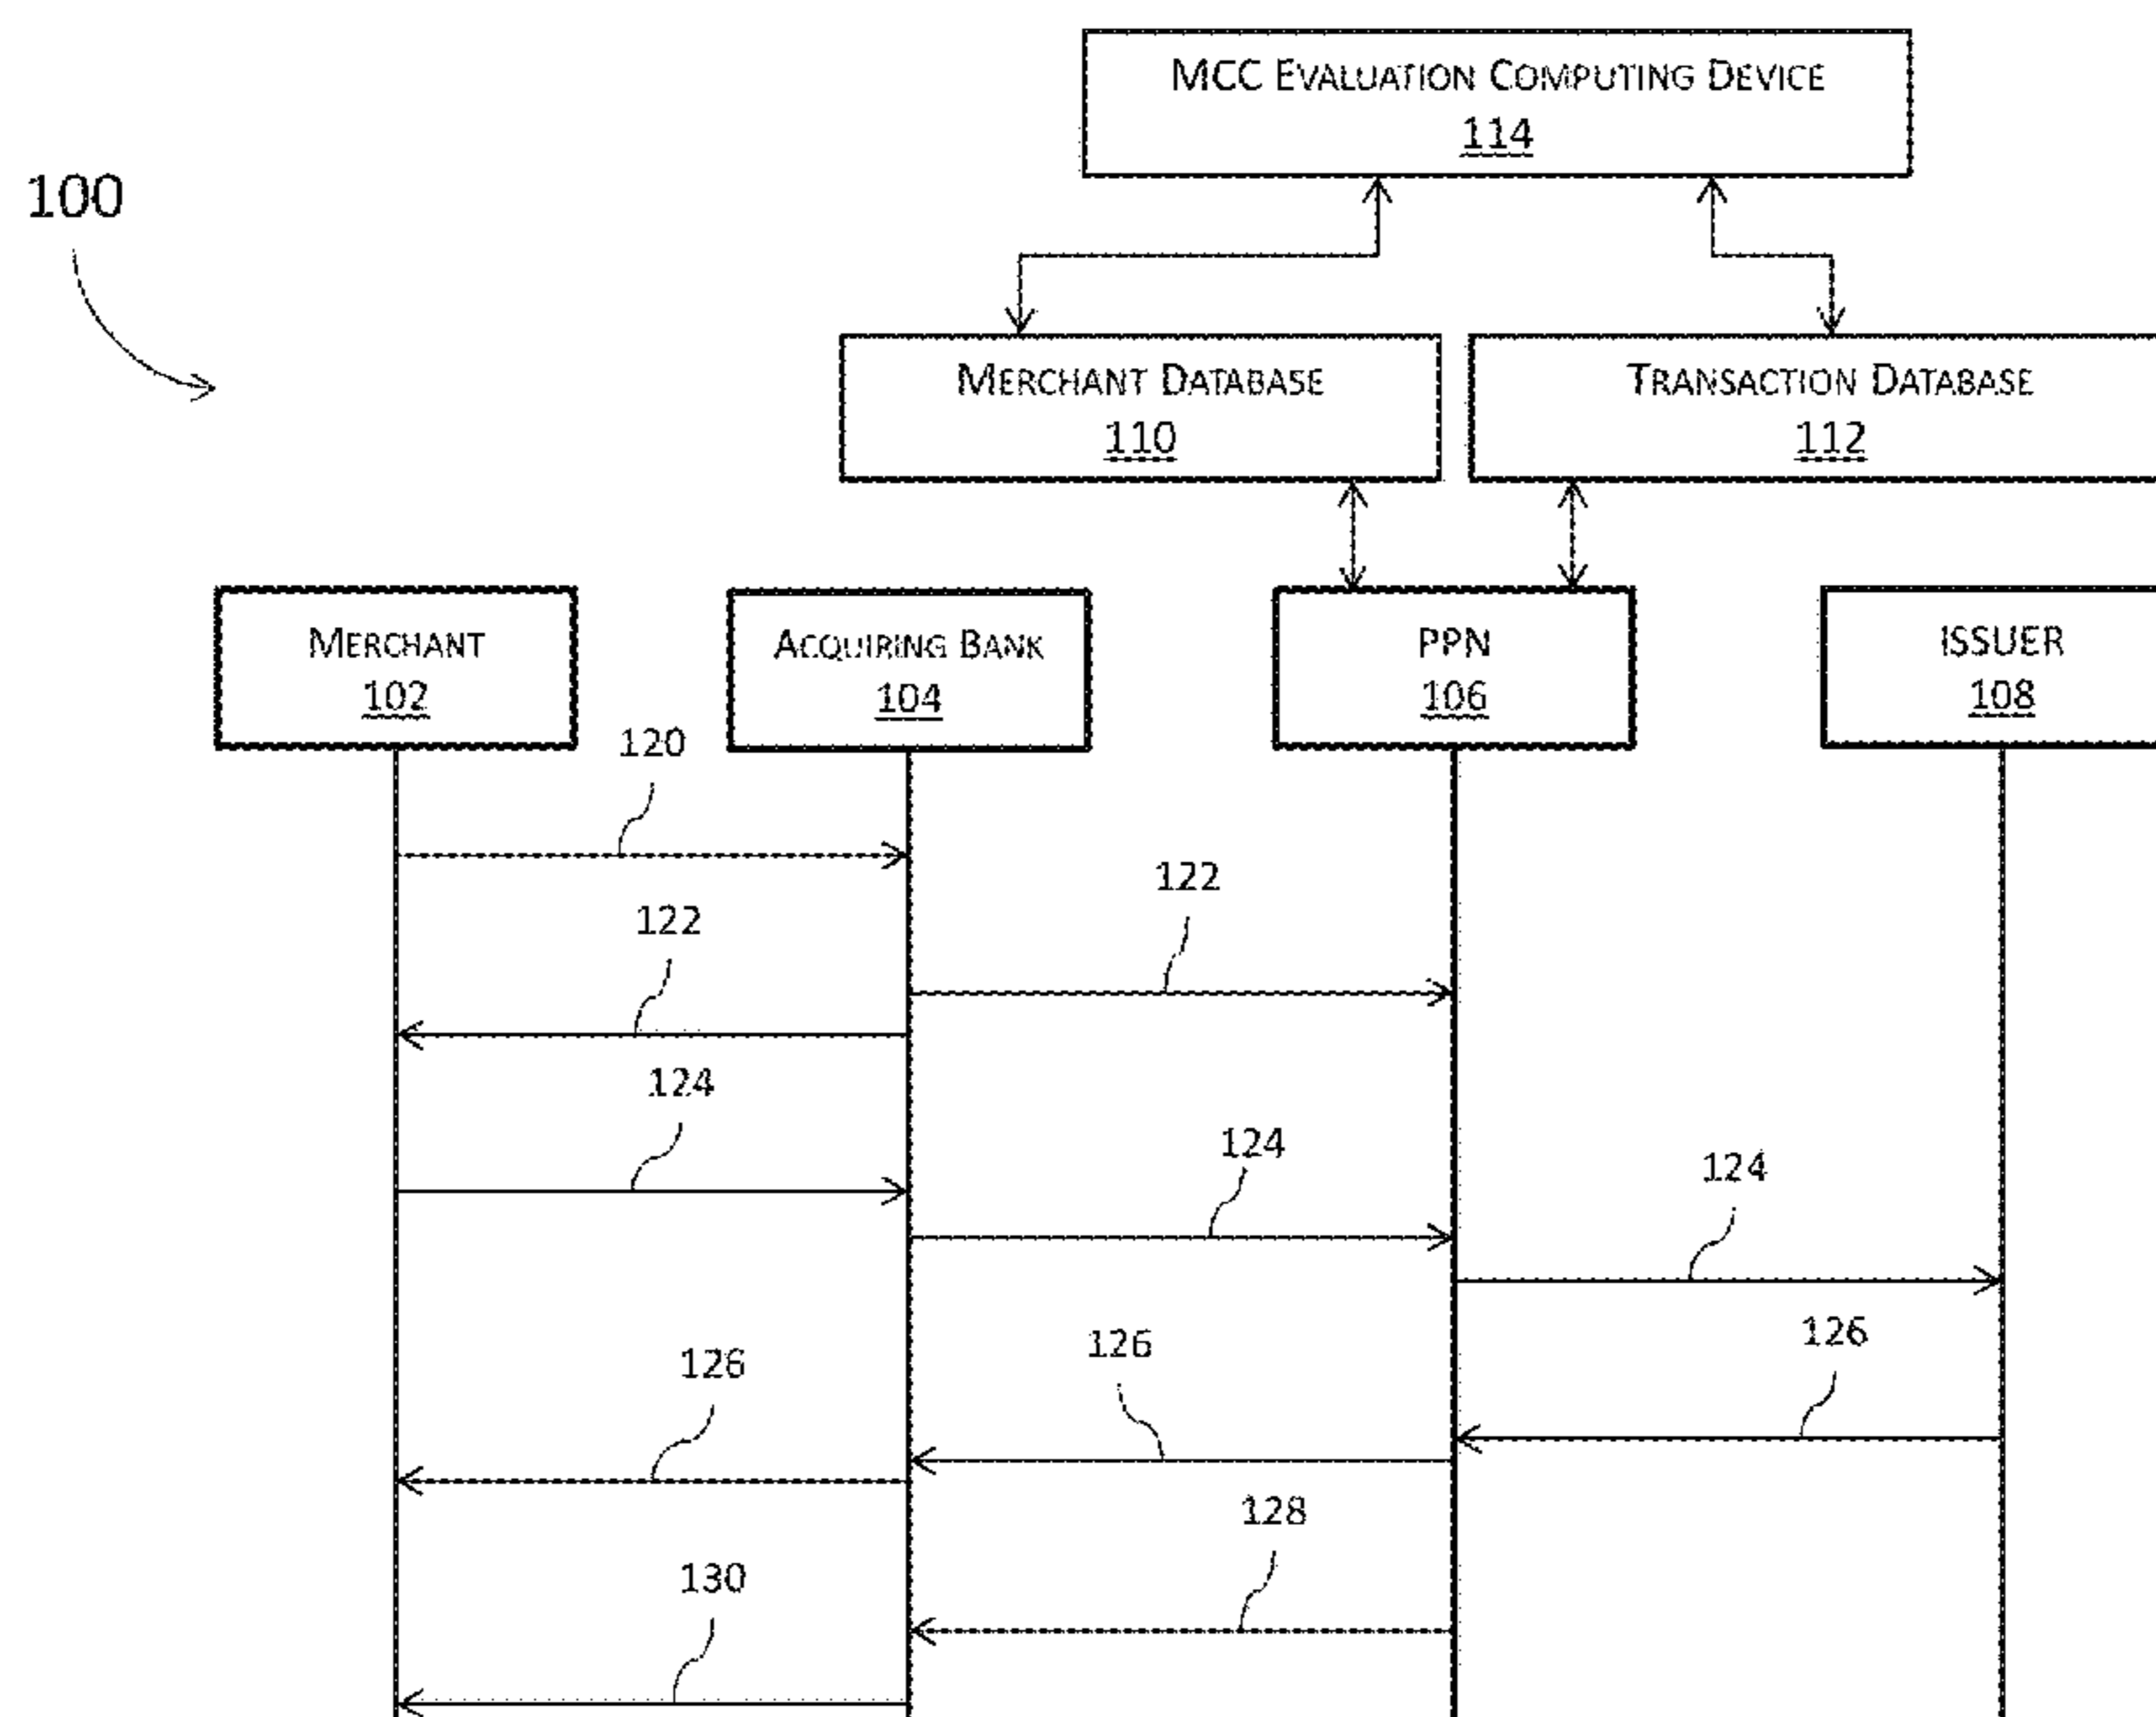 MCC EVALUATION COMPUTING DEVICE
114
100
MERCHANT DATABASE
110
TRANSACTION DATABASE
112
MERCHANT
102
ACQUIRING BANK
104
PPN
106
ISSUER
108
120
122
122
124
124
124
126
126
126
128
130